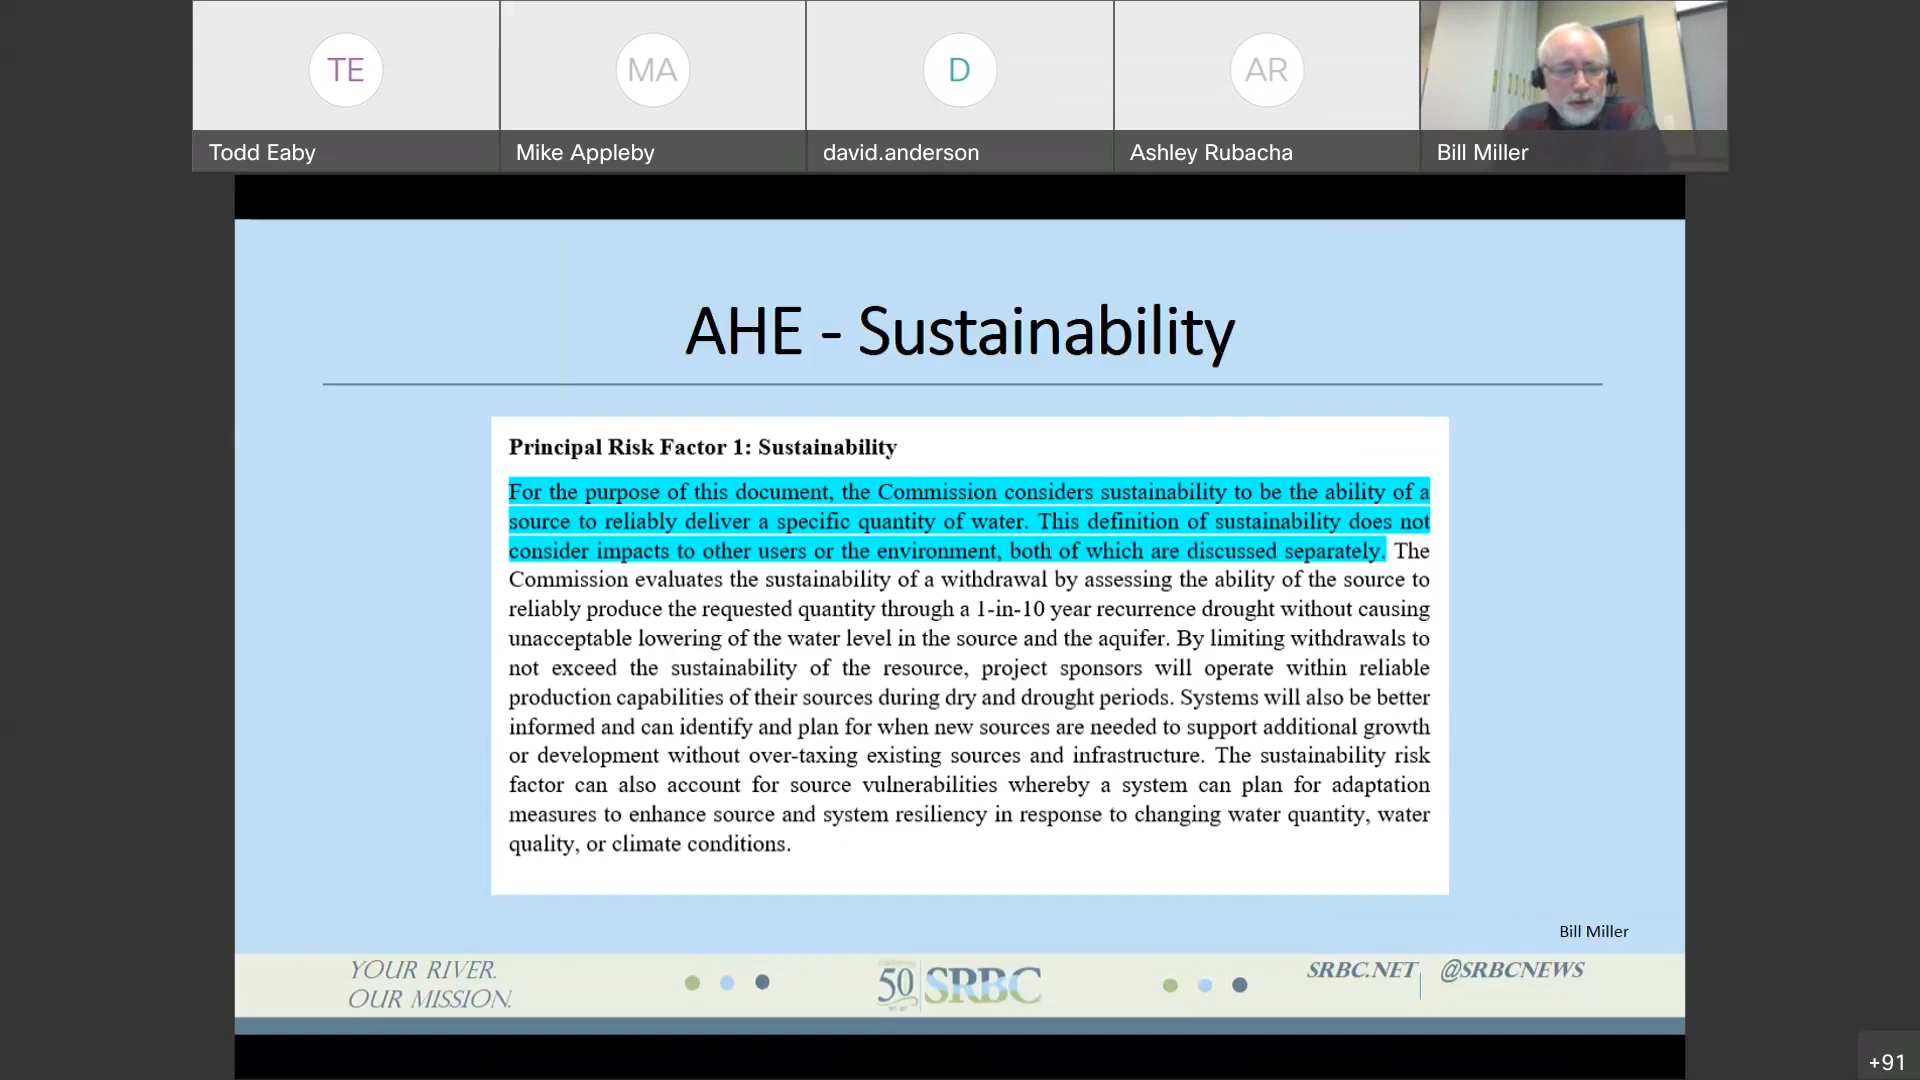 TE
MA
D
AR
Todd Eaby
Mike Appleby
david.anderson
Ashley Rubacha
Bill Miller
AHE - Sustainability
Principal Risk Factor 1: Sustainability
For the purpose of this document, the Commission considers sustainability to be the ability of a
source to reliably deliver a specific quantity of water. This definition of sustainability does not
consider impacts to other users or the environment, both of which are discussed separately. The
Commission evaluates the sustainability of a withdrawal by assessing the ability of the source to
reliably produce the requested quantity through a 1-in-10 year recurrence drought without causing
unacceptable lowering of the water level in the source and the aquifer. By limiting withdrawals to
not exceed the sustainability of the resource, project sponsors will operate within reliable
production capabilities of their sources during dry and drought periods. Systems will also be better
informed and can identify and plan for when new sources are needed to support additional growth
or development without over-taxing existing sources and infrastructure. The sustainability risk
factor can also account for source vulnerabilities whereby a system can plan for adaptation
measures to enhance source and system resiliency in response to changing water quantity, water
quality, or climate conditions.
Bill Miller
YOUR RIVER.
OUR MISSION.
50 SRBC
SRBC.NET
@SRBCNEWS
+91